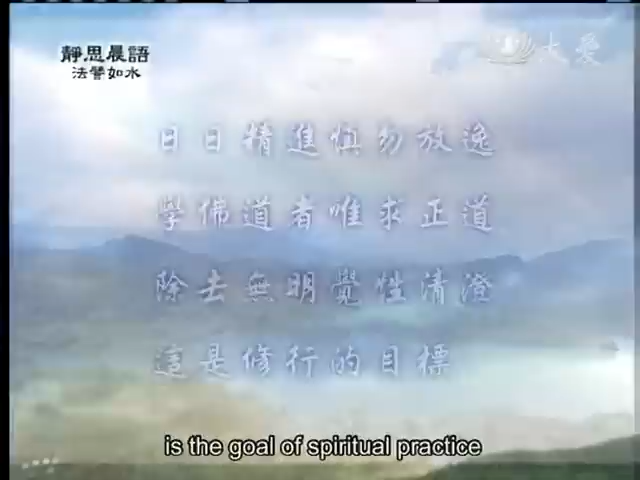 靜思晨語
法譬如水
大愛
日日精進慎勿放逸
學佛道者唯求正道
除去無明覺性清澄
這是修行的目標
is the goal of spiritual practice